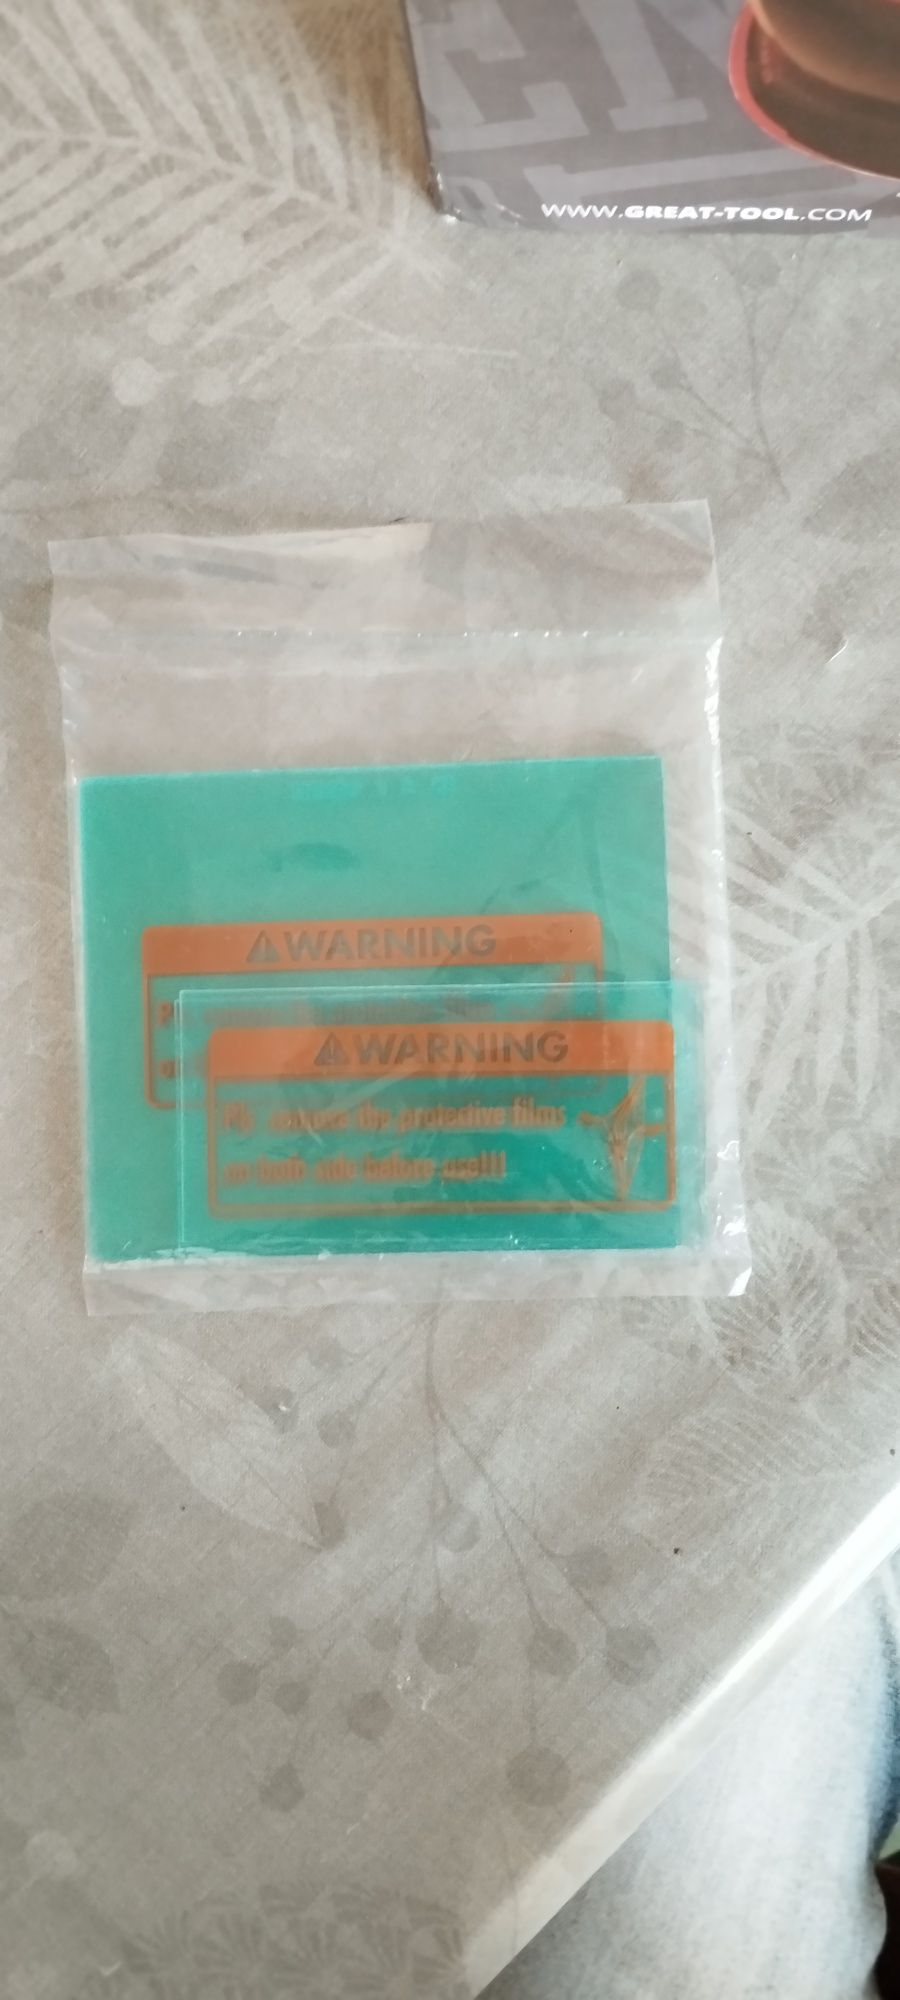 WWW.GREAT-TOOL.COM
WARNING
WARNING
Pls remove the protective films
on both side before use!!!